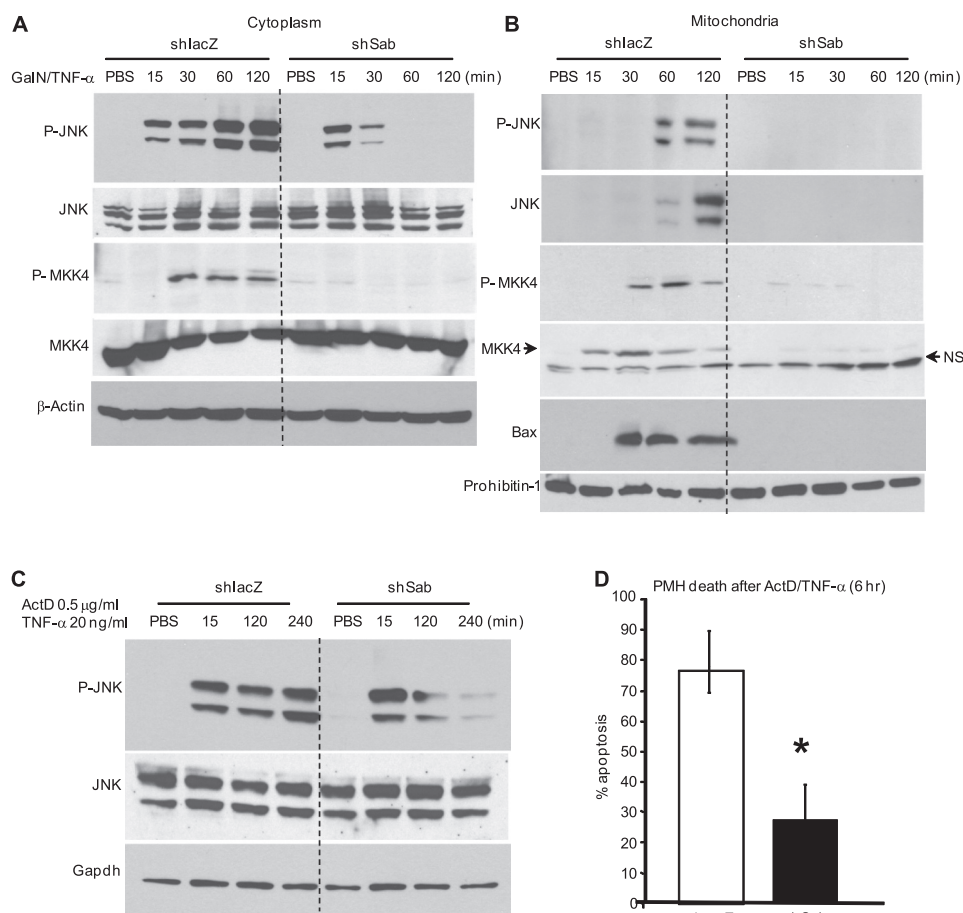 A
Cytoplasm
shlacZ shSab
GalN/TNF-α PBS 15 30 60 120 PBS 15 30 60 120 (min)
P-JNK
JNK
P- MKK4
MKK4
β-Actin
B
Mitochondria
shlacZ shSab
PBS 15 30 60 120 PBS 15 30 60 120 (min)
P-JNK
JNK
P-MKK4
MKK4
NS
Bax
Prohibitin-1
C
shlacZ shSab
ActD 0.5 μg/ml
TNF-α 20 ng/ml PBS 15 120 240 PBS 15 120 240 (min)
P-JNK
JNK
Gapdh
D
PMH death after ActD/TNF-α (6 hr)
% apoptosis
100
90
80
70
60
50
40
30
20
10
0
*